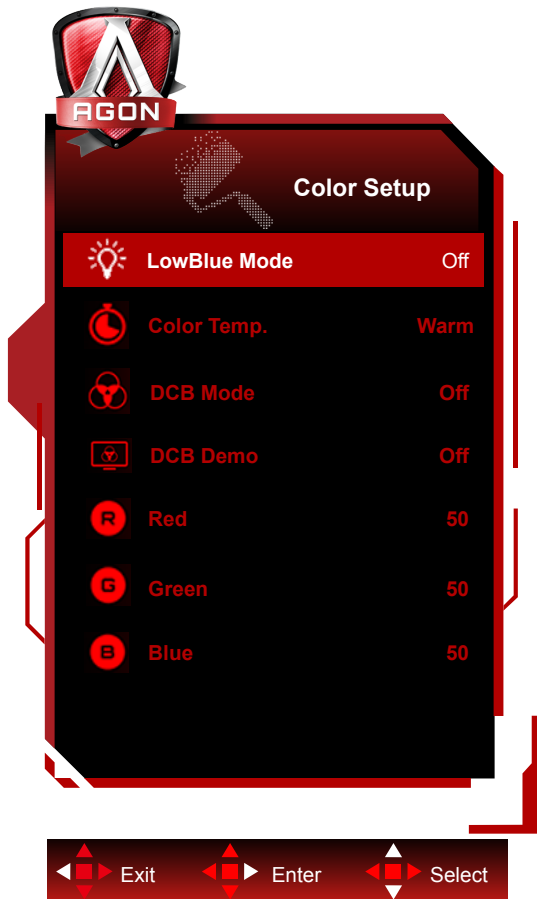 AGON
Color Setup
LowBlue Mode Off
Color Temp. Warm
DCB Mode Off
DCB Demo Off
R Red 50
G Green 50
B Blue 50
Exit Enter Select